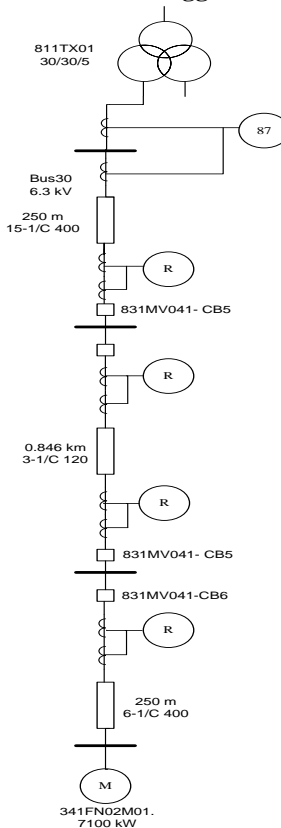 811TX01
30/30/5
87
Bus30
6.3 kV
250 m
15-1/C 400
R
831MV041- CB5
R
0.846 km
3-1/C 120
R
831MV041- CB5
831MV041-CB6
R
250 m
6-1/C 400
M
341FN02M01.
7100 kW